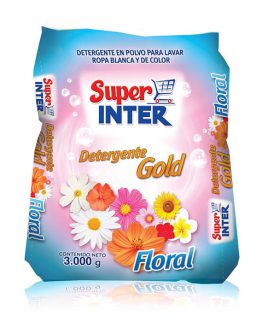 DETERGENTE EN POLVO PARA LAVAR
ROPA BLANCA Y DE COLOR
Super
INTER
Detergente
Gold
CONTENIDO NETO
3.000 g
Floral
Detergente
Floral
Floral
Super
INTER